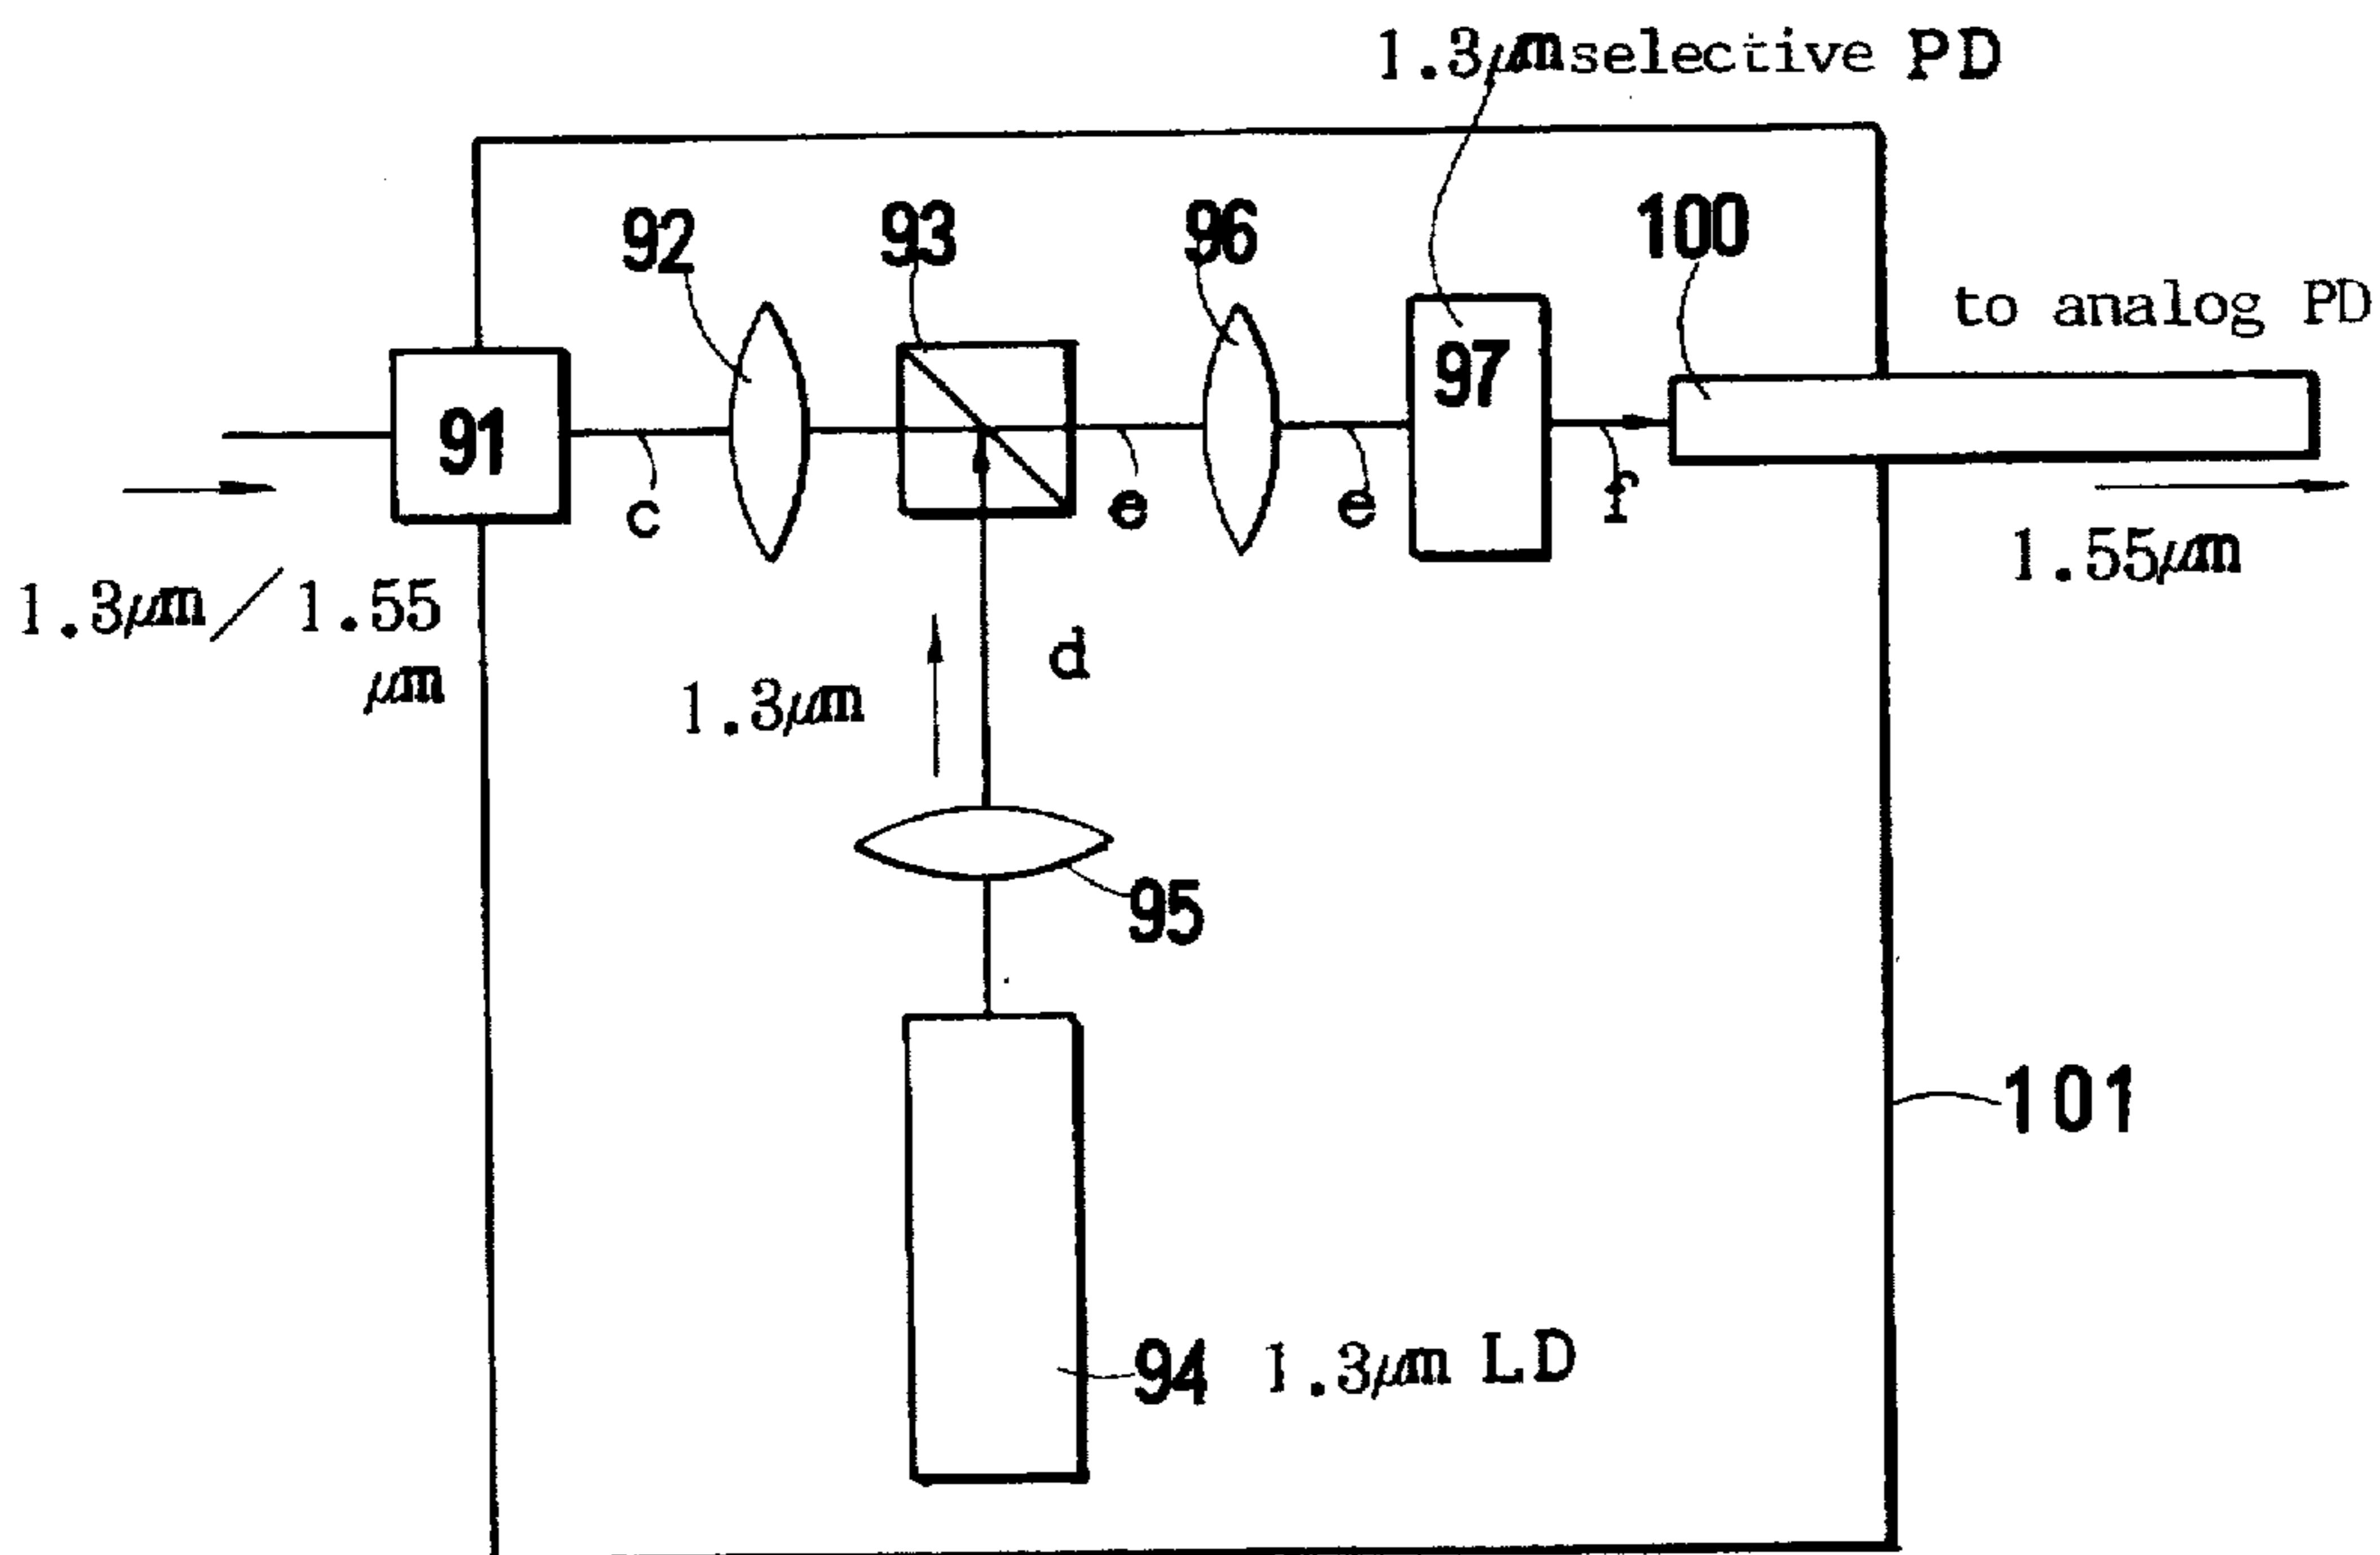 1.3μm selective PD
92
93
96
100
to analog PD
97
91
c
e
e
f
1.3μm/1.55
μm
1.55μm
1.3μm
d
95
101
94 1.3μm LD